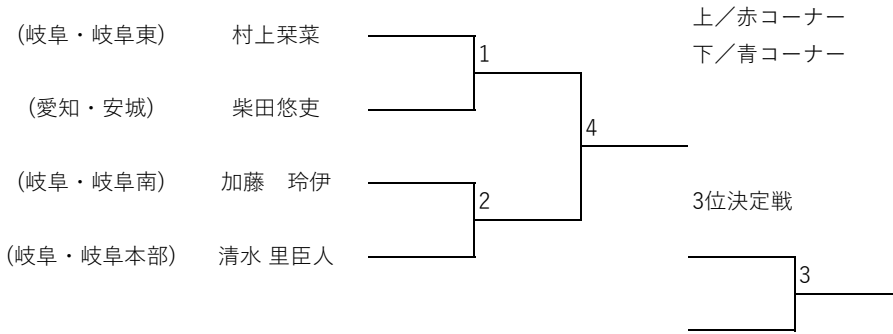 上／赤コーナー
(岐阜・岐阜東) 村上栞菜
1
下／青コーナー
(愛知・安城) 柴田悠吏
4
(岐阜・岐阜南) 加藤　玲伊
2
3位決定戦
(岐阜・岐阜本部) 清水 里臣人
3